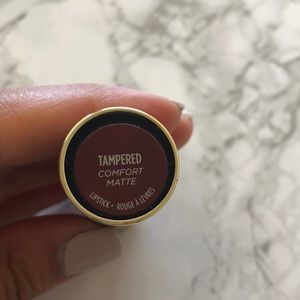 TAMPERED
COMFORT
MATTE
LIPSTICK • ROUGE À LÈVRES